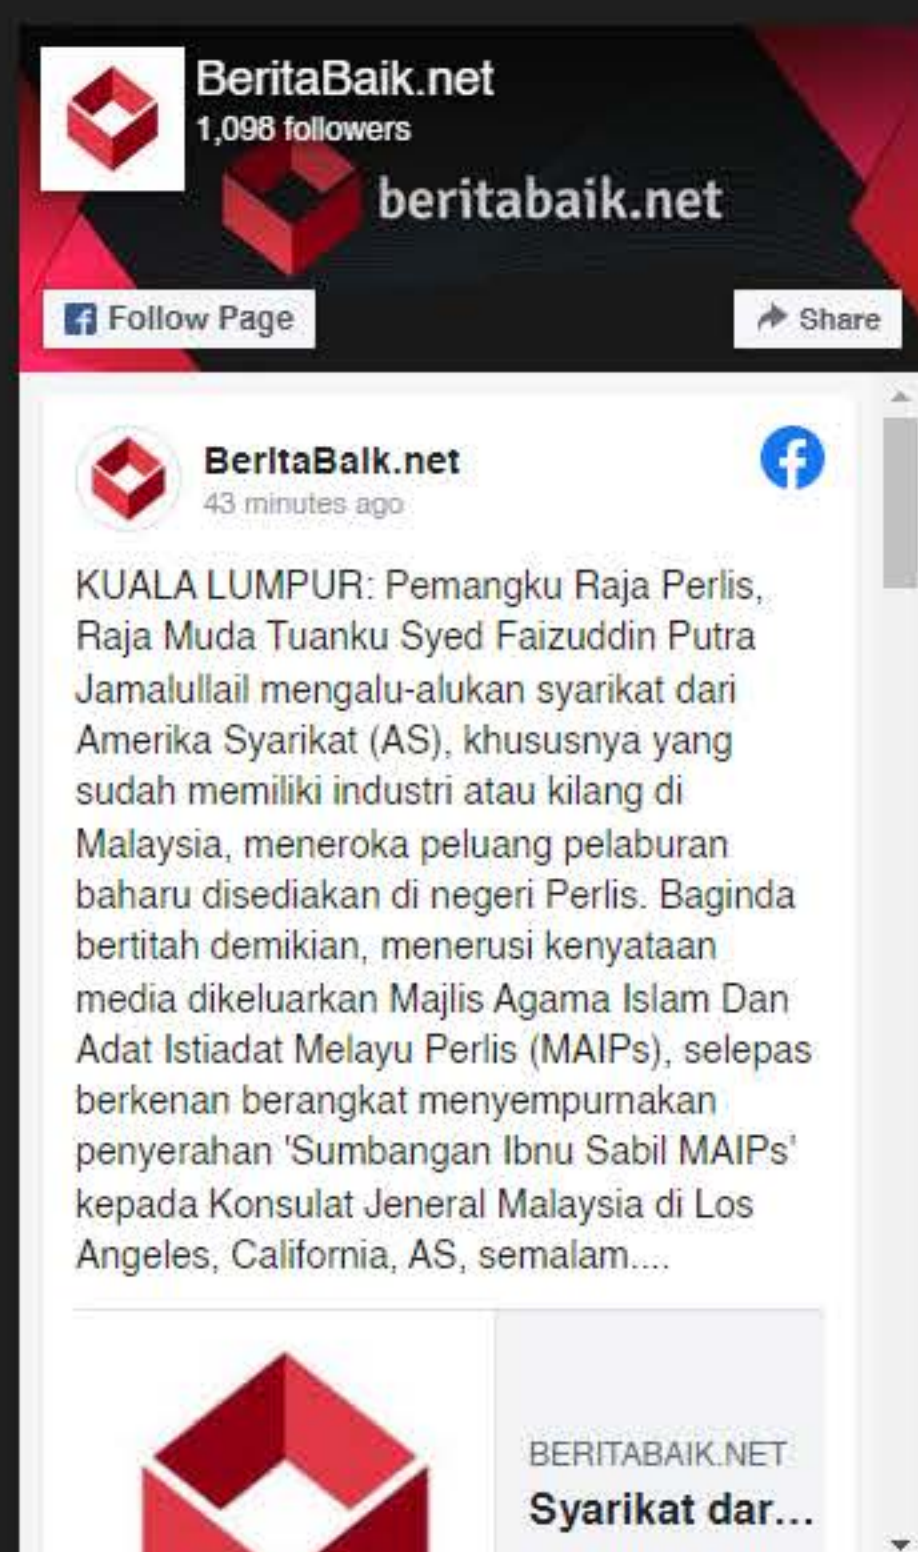 BeritaBaik.net
1,098 followers
beritabaik.net
Follow Page
Share
BeritaBaik.net
43 minutes ago
KUALA LUMPUR: Pemangku Raja Perlis,
Raja Muda Tuanku Syed Faizuddin Putra
Jamalullail mengalu-alukan syarikat dari
Amerika Syarikat (AS), khususnya yang
sudah memiliki industri atau kilang di
Malaysia, meneroka peluang pelaburan
baharu disediakan di negeri Perlis. Baginda
bertitah demikian, menerusi kenyataan
media dikeluarkan Majlis Agama Islam Dan
Adat Istiadat Melayu Perlis (MAIPs), selepas
berkenan berangkat menyempurnakan
penyerahan 'Sumbangan Ibnu Sabil MAIPs'
kepada Konsulat Jeneral Malaysia di Los
Angeles, California, AS, semalam....
BERITABAIK.NET
Syarikat dar...